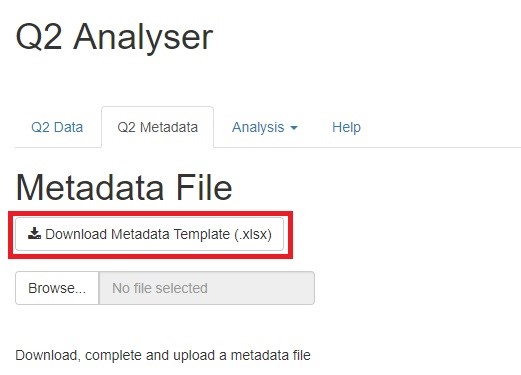 Q2 Analyser
Q2 Data Q2 Metadata Analysis Help
Metadata File
Download Metadata Template (.xlsx)
Browse... No file selected
Download, complete and upload a metadata file